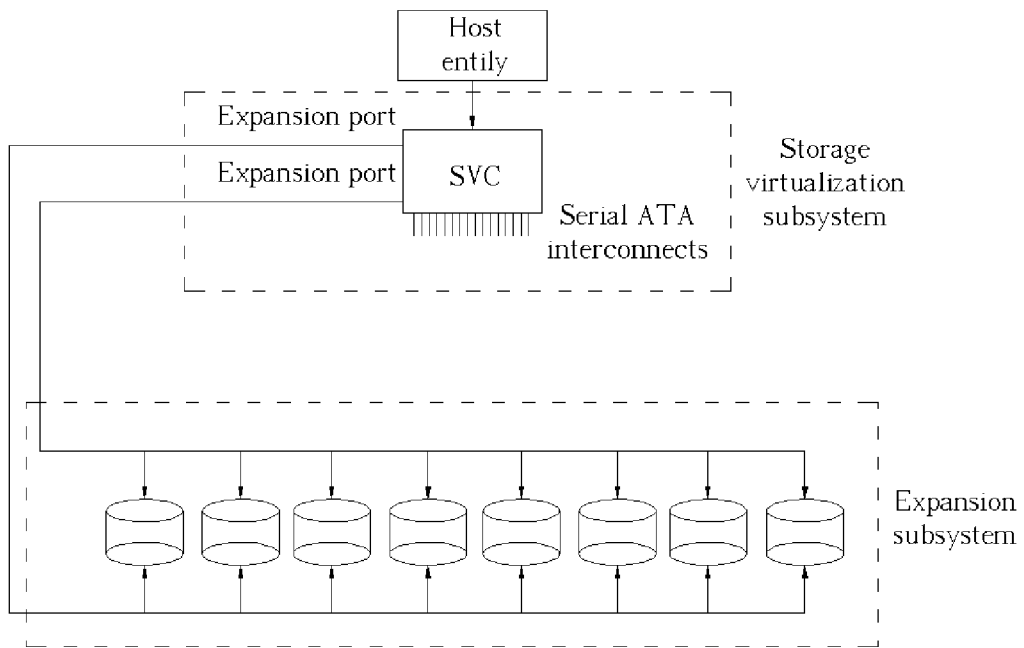 Host
entily
Expansion port
Expansion port
SVC
Serial ATA
interconnects
Storage
virtualization
subsystem
Expansion
subsystem